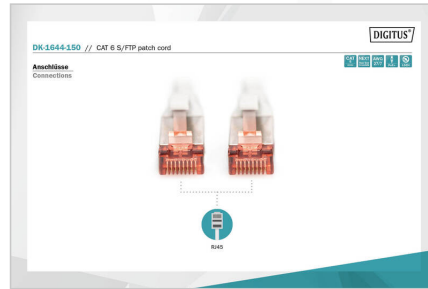 DIGITUS®
DK-1644-150 // CAT 6 S/FTP patch cord
Anschlüsse
Connections
RJ45